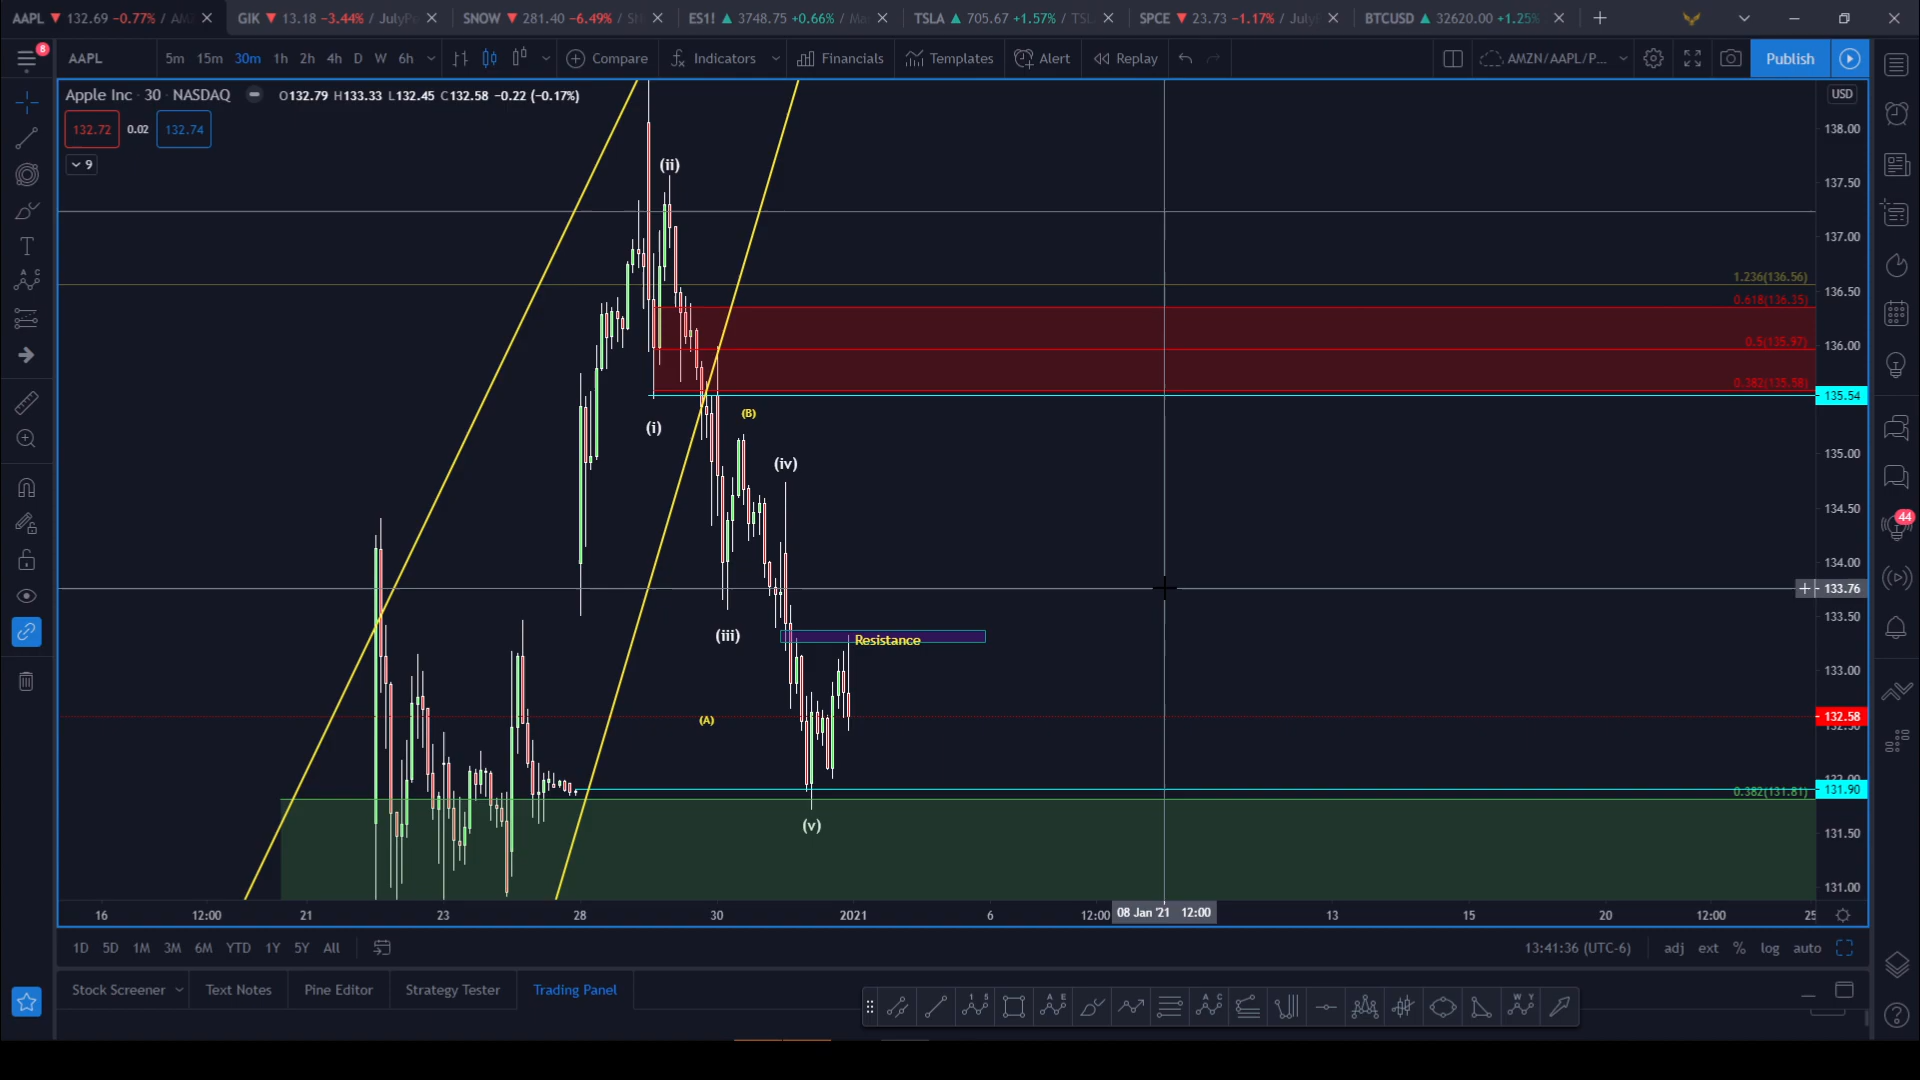 AAPL ▼ 132.69 −0.77% / AM
GIK ▼ 13.18 −3.44% / JulyPa
SNOW ▼ 281.40 −6.49% / Sn
ES1! ▲ 3748.75 +0.66% / Ma
TSLA ▲ 705.67 +1.57% / TSL
SPCE ▼ 23.73 −1.17% / July
BTCUSD ▲ 32620.00 +1.25%
8
AAPL
5m 15m 30m 1h 2h 4h D W 6h
Compare
Indicators
Financials
Templates
Alert
Replay
AMZN/AAPL/P...
Publish
Apple Inc · 30 · NASDAQ
O132.79 H133.33 L132.45 C132.58 −0.22 (−0.17%)
USD
132.72 0.02 132.74
9
138.00
(ii)
137.50
137.00
1.236(136.56)
136.50
0.618(136.35)
0.5(135.97)
136.00
0.382(135.58)
135.54
(B)
(i)
135.00
(iv)
134.50
44
134.00
133.76
133.50
(iii)
Resistance
133.00
(A)
132.58
0.382(131.81)
131.90
(v)
131.50
131.00
16 12:00 21 23 28 30 2021 6 12:00 08 Jan '21 12:00 13 15 20 12:00 25
1D 5D 1M 3M 6M YTD 1Y 5Y All
13:41:36 (UTC-6) adj ext % log auto
Stock Screener
Text Notes
Pine Editor
Strategy Tester
Trading Panel